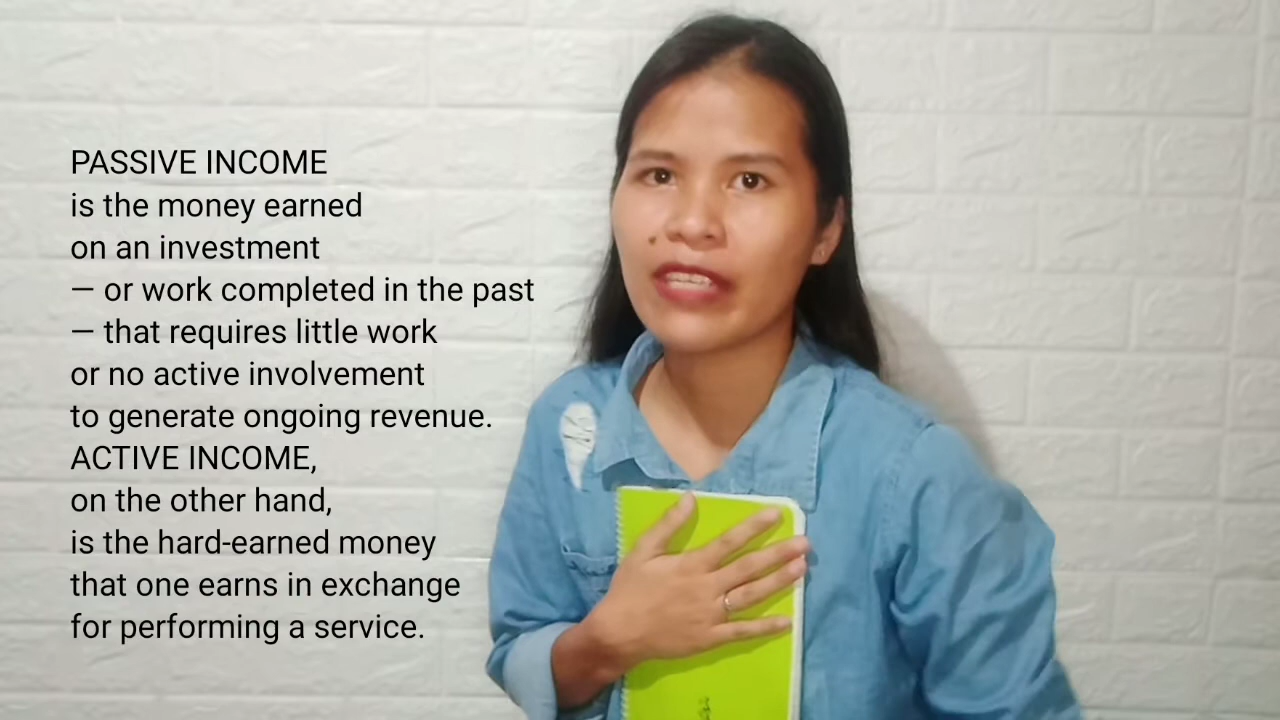 PASSIVE INCOME
is the money earned
on an investment
— or work completed in the past
— that requires little work
or no active involvement
to generate ongoing revenue.
ACTIVE INCOME,
on the other hand,
is the hard-earned money
that one earns in exchange
for performing a service.